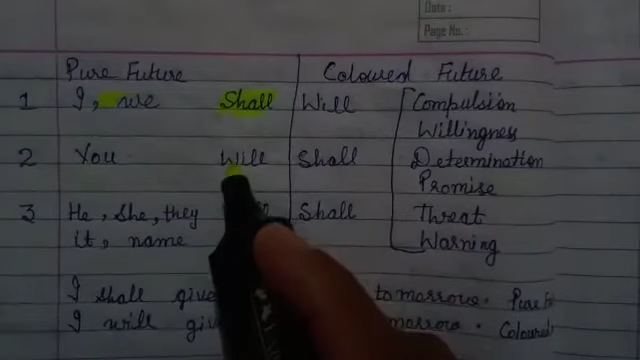 Date:
Page No.:
Pure Future Coloured Future
1 I, we Shall Will Compulsion
Willingness
2 You Will Shall Determination
Promise
3 He, She, they Shall Threat
it, name Warning
I shall give tomorrow. Pure
I will tomorrow. Coloured